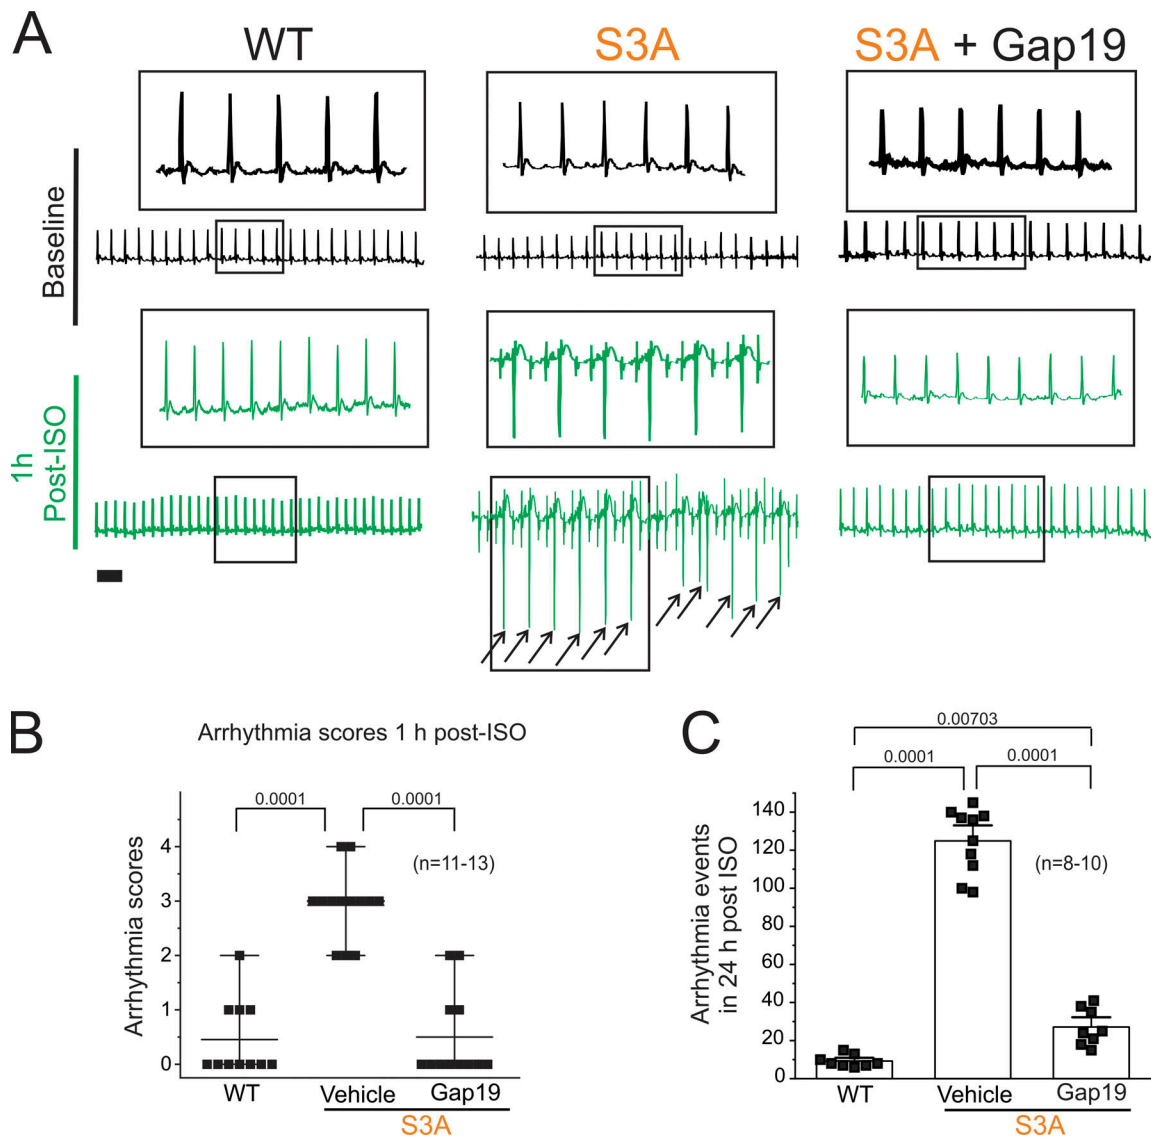 A
WT
S3A
S3A + Gap19
Baseline
1h
Post-ISO
B
Arrhythmia scores 1 h post-ISO
0.0001
0.0001
(n=11-13)
Arrhythmia scores
4
3
2
1
0
WT
Vehicle
Gap19
S3A
C
0.00703
0.0001
0.0001
(n=8-10)
Arrhythmia events
in 24 h post ISO
140
120
100
80
60
40
20
0
WT
Vehicle
Gap19
S3A